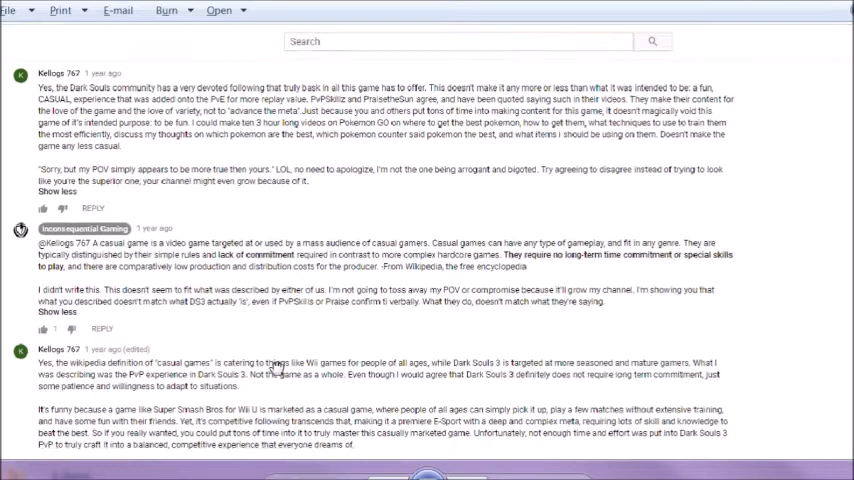 File Print E-mail Burn Open
Search
K Kellogs 767 1 year ago
Yes, the Dark Souls community has a very devoted following that truly bask in all this game has to offer. This doesn't make it any more or less than what it was intended to be: a fun,
CASUAL, experience that was added onto the PvE for more replay value. PvPSkillz and PraisetheSun agree, and have been quoted saying such in their videos. They make their content for
the love of the game and the love of variety, not to "advance the meta".Just because you and others put tons of time into making content for this game, it doesn't magically void this
game of it's intended purpose: to be fun. I could make ten 3 hour long videos on Pokemon GO on where to get the best pokemon, how to get them, what techniques to use to train them
the most efficiently, discuss my thoughts on which pokemon are the best, which pokemon counter said pokemon the best, and what items i should be using on them. Doesn't make the
game any less casual.
"Sorry, but my POV simply appears to be more true then yours." LOL, no need to apologize, I'm not the one being arrogant and bigoted. Try agreeing to disagree instead of trying to look
like you're the superior one; your channel might even grow because of it.
Show less
REPLY
Inconsequential Gaming 1 year ago
@Kellogs 767 A casual game is a video game targeted at or used by a mass audience of casual gamers. Casual games can have any type of gameplay, and fit in any genre. They are
typically distinguished by their simple rules and lack of commitment required in contrast to more complex hardcore games. They require no long-term time commitment or special skills
to play, and there are comparatively low production and distribution costs for the producer. -From Wikipedia, the free encyclopedia
I didn't write this. This doesn't seem to fit what was described by either of us. I'm not going to toss away my POV or compromise because it'll grow my channel. I'm showing you that
what you described doesn't match what DS3 actually 'is', even if PvPSkills or Praise confirm ti verbally. What they do, doesn't match what they're saying.
Show less
1 REPLY
K Kellogs 767 1 year ago (edited)
Yes, the wikipedia definition of "casual games" is catering to things like Wii games for people of all ages, while Dark Souls 3 is targeted at more seasoned and mature gamers. What I
was describing was the PvP experience in Dark Souls 3. Not the game as a whole. Even though I would agree that Dark Souls 3 definitely does not require long term commitment, just
some patience and willingness to adapt to situations.
It's funny because a game like Super Smash Bros for Wii U is marketed as a casual game, where people of all ages can simply pick it up, play a few matches without extensive training,
and have some fun with their friends. Yet, it's competitive following transcends that, making it a premiere E-Sport with a deep and complex meta, requiring lots of skill and knowledge to
beat the best. So if you really wanted, you could put tons of time into it to truly master this casually marketed game. Unfortunately, not enough time and effort was put into Dark Souls 3
PvP to truly craft it into a balanced, competitive experience that everyone dreams of.